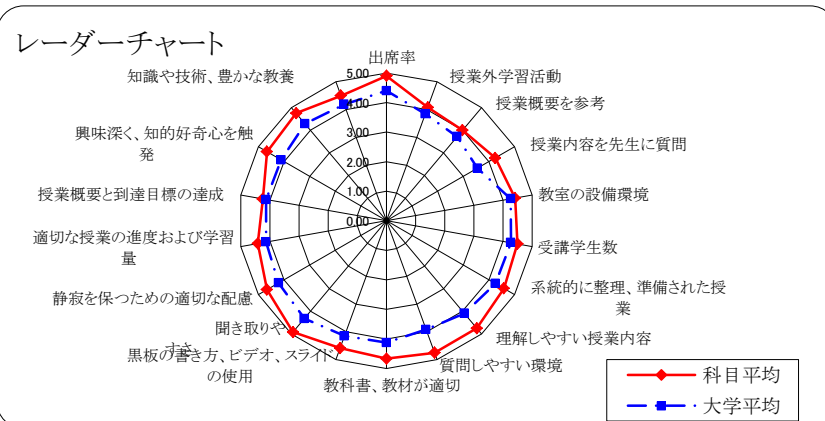 レーダーチャート
出席率
授業外学習活動
授業概要を参考
授業内容を先生に質問
教室の設備環境
受講学生数
系統的に整理、準備された授
業
理解しやすい授業内容
質問しやすい環境
教科書、教材が適切
黒板の書き方、ビデオ、スライド
の使用
聞き取りや
すさ
静寂を保つための適切な配慮
適切な授業の進度および学習
量
授業概要と到達目標の達成
興味深く、知的好奇心を触
発
知識や技術、豊かな教養
5.00
4.00
3.00
2.00
1.00
0.00
科目平均
大学平均